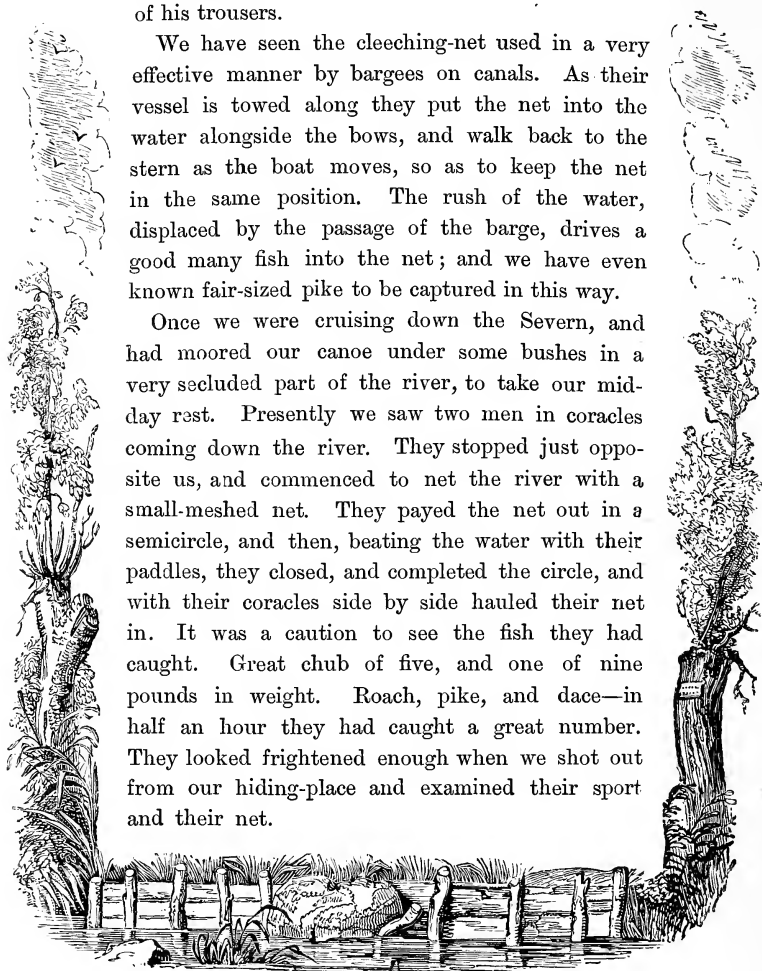 of his trousers.
We have seen the cleeching-net used in a very
effective manner by bargees on canals. As their
vessel is towed along they put the net into the
water alongside the bows, and walk back to the
stern as the boat moves, so as to keep the net
in the same position. The rush of the water,
displaced by the passage of the barge, drives a
good many fish into the net; and we have even
known fair-sized pike to be captured in this way.
Once we were cruising down the Severn, and
had moored our canoe under some bushes in a
very secluded part of the river, to take our mid-
day rest. Presently we saw two men in coracles
coming down the river. They stopped just oppo-
site us, and commenced to net the river with a
small-meshed net. They payed the net out in a
semicircle, and then, beating the water with their
paddles, they closed, and completed the circle, and
with their coracles side by side hauled their net
in. It was a caution to see the fish they had
caught. Great chub of five, and one of nine
pounds in weight. Roach, pike, and dace—in
half an hour they had caught a great number.
They looked frightened enough when we shot out
from our hiding-place and examined their sport
and their net.